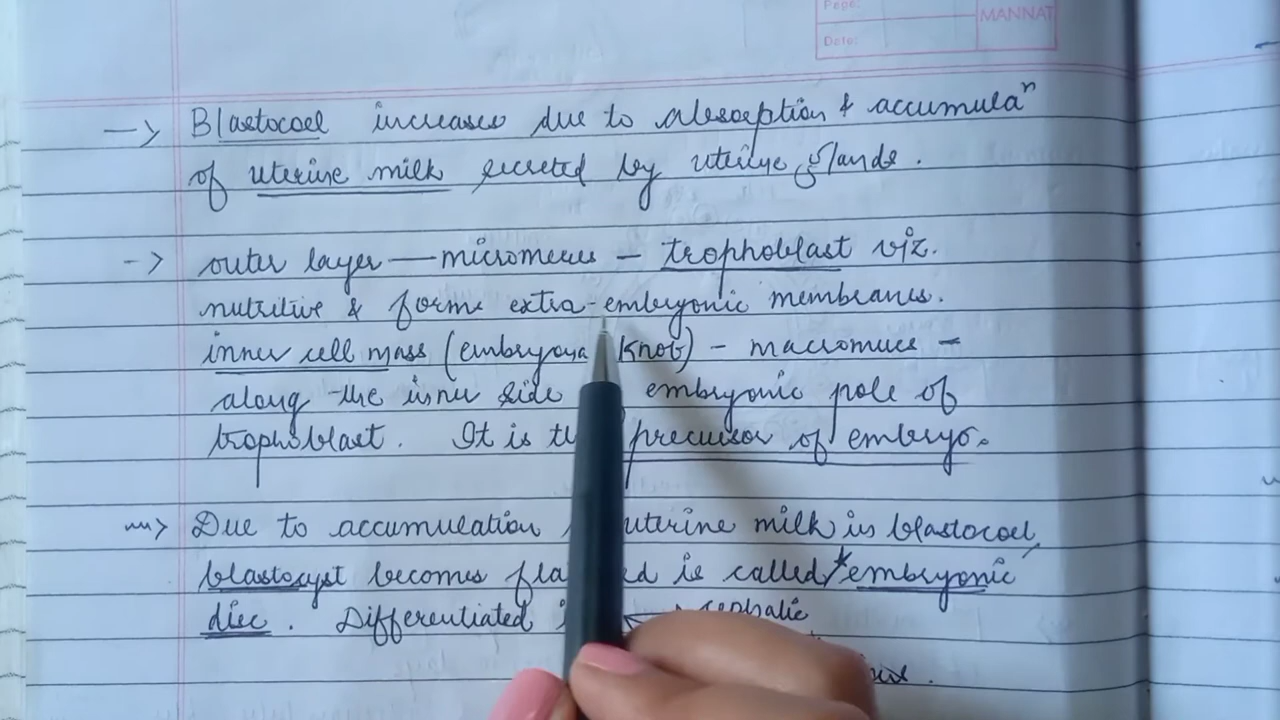 Page:
MANNAT
Date:
—> Blastocoel increases due to absorption & accumulaⁿ
of uterine milk secreted by uterine glands.
-> outer layer — micromeres - trophoblast viz.
nutritive & forms extra-embryonic membranes.
inner cell mass (embryona knob) - macromeres -
along the inner side embryonic pole of
trophoblast. It is precursor of embryo.
Due to accumulation uterine milk in blastocoel,
blastocyst becomes fla is called *embryonic
disc. Differentiated cephalic